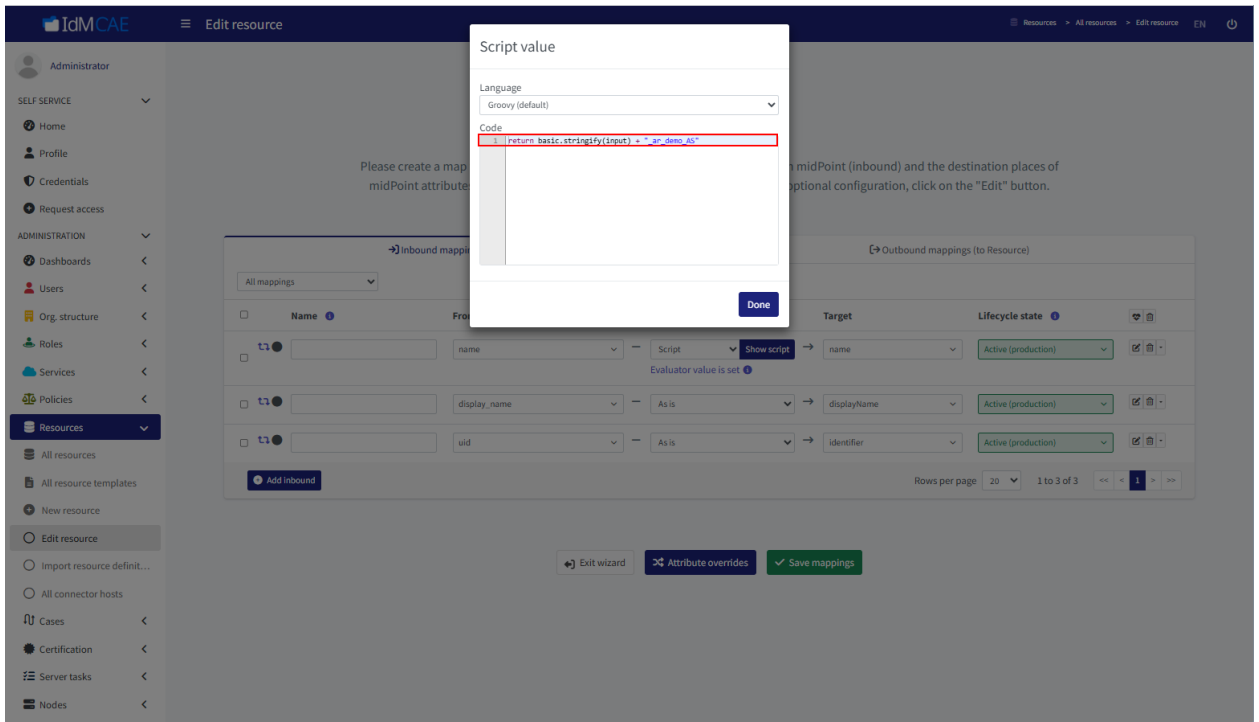 IdMCAE
Edit resource
Resources > All resources > Edit resource EN
Administrator
SELF SERVICE
Home
Profile
Credentials
Request access
ADMINISTRATION
Dashboards
Users
Org. structure
Roles
Services
Policies
Resources
All resources
All resource templates
New resource
Edit resource
Import resource definit...
All connector hosts
Cases
Certification
Server tasks
Nodes
Script value
Language
Groovy (default)
Code
1 return basic.stringify(input) + "_ar_demo_AS"
Done
Please create a map
midPoint (inbound) and the destination places of
midPoint attribute
optional configuration, click on the "Edit" button.
Inbound mappin
Outbound mappings (to Resource)
All mappings
Name Fro Target Lifecycle state
name Script Show script name Active (production)
Evaluator value is set
display_name As is displayName Active (production)
uid As is identifier Active (production)
Add inbound Rows per page 20 1 to 3 of 3 << < 1 > >>
Exit wizard Attribute overrides Save mappings